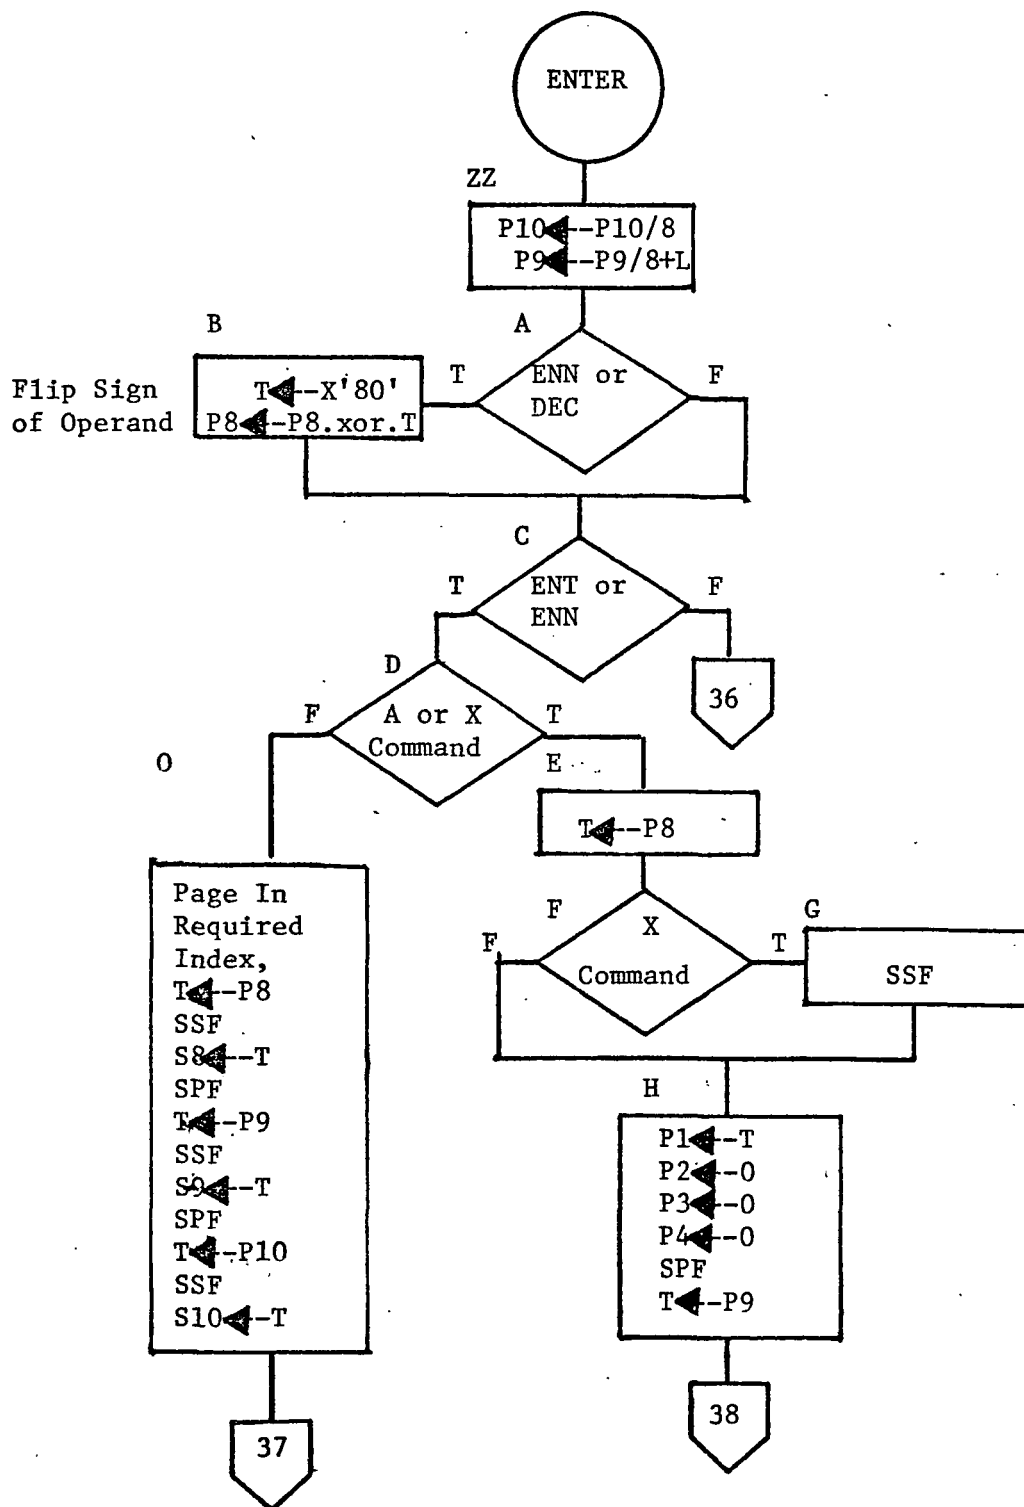 ENTER
ZZ
P10◄--P10/8
P9◄--P9/8+L
B
A
Flip Sign
of Operand
T◄--X'80'
P8◄--P8.xor.T
T
ENN or
DEC
F
C
T
ENT or
ENN
F
36
D
F
A or X
Command
T
O
E
T◄--P8
Page In
Required
Index,
T◄--P8
SSF
S8◄--T
SPF
T◄--P9
SSF
S9◄--T
SPF
T◄--P10
SSF
S10◄--T
37
F
F
X
Command
T
G
SSF
H
P1◄--T
P2◄--0
P3◄--0
P4◄--0
SPF
T◄--P9
38